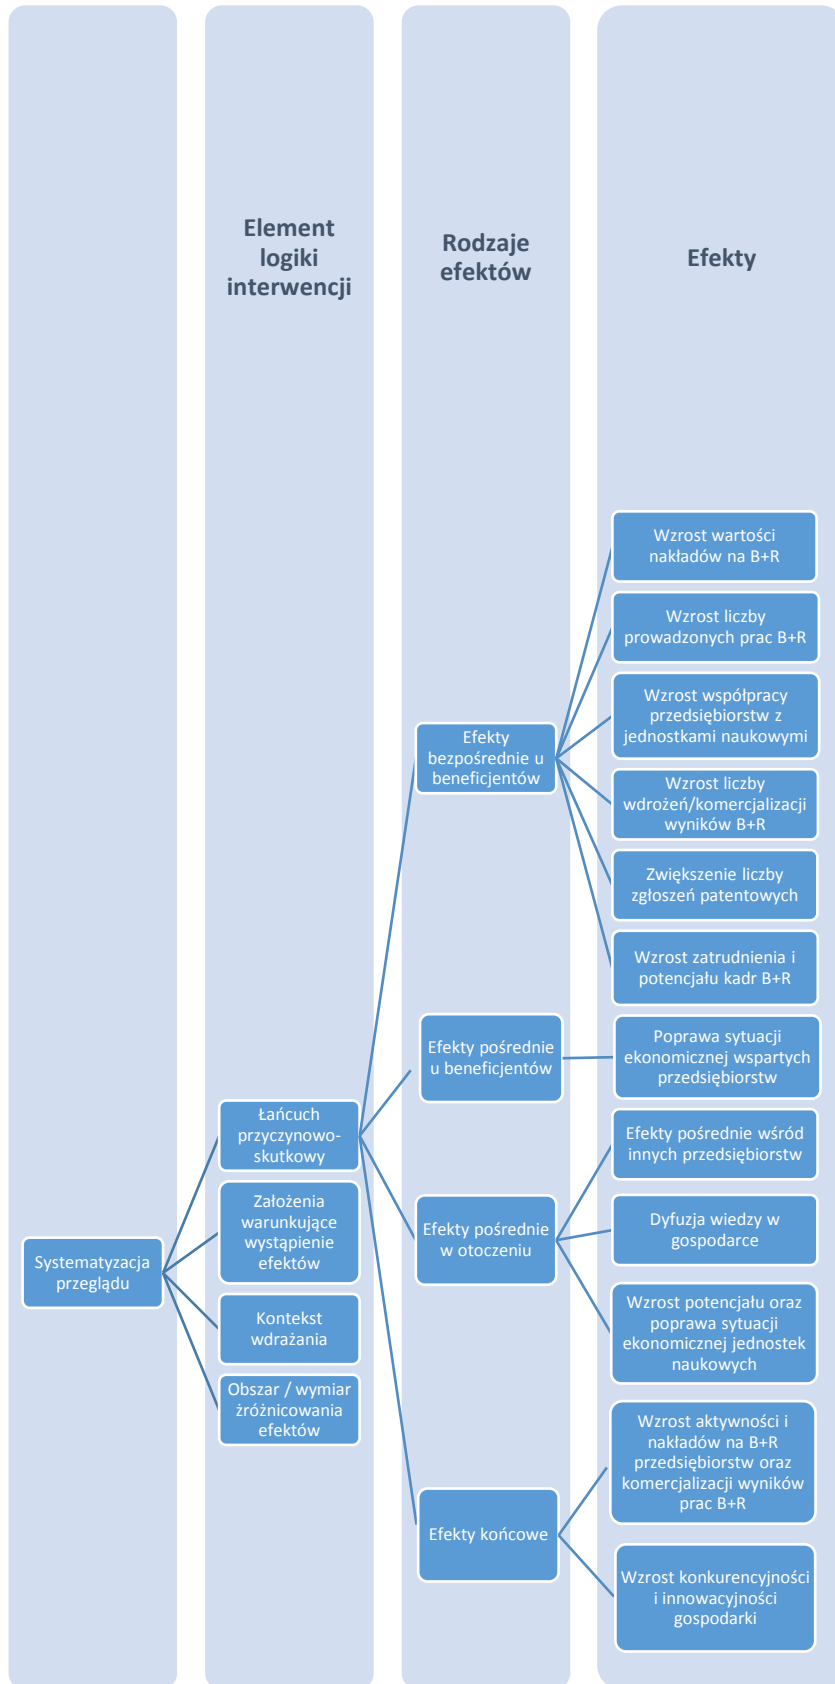 Element
logiki
interwencji
Rodzaje
efektów
Efekty
Systematyzacja
przeglądu
Łańcuch
przyczynowo-
skutkowy
Założenia
warunkujące
wystąpienie
efektów
Kontekst
wdrażania
Obszar / wymiar
żróżnicowania
efektów
Efekty
bezpośrednie u
beneficjentów
Efekty pośrednie
u beneficjentów
Efekty pośrednie
w otoczeniu
Efekty końcowe
Wzrost wartości
nakładów na B+R
Wzrost liczby
prowadzonych prac B+R
Wzrost współpracy
przedsiębiorstw z
jednostkami naukowymi
Wzrost liczby
wdrożeń/komercjalizacji
wyników B+R
Zwiększenie liczby
zgłoszeń patentowych
Wzrost zatrudnienia i
potencjału kadr B+R
Poprawa sytuacji
ekonomicznej wspartych
przedsiębiorstw
Efekty pośrednie wśród
innych przedsiębiorstw
Dyfuzja wiedzy w
gospodarce
Wzrost potencjału oraz
poprawa sytuacji
ekonomicznej jednostek
naukowych
Wzrost aktywności i
nakładów na B+R
przedsiębiorstw oraz
komercjalizacji wyników
prac B+R
Wzrost konkurencyjności
i innowacyjności
gospodarki